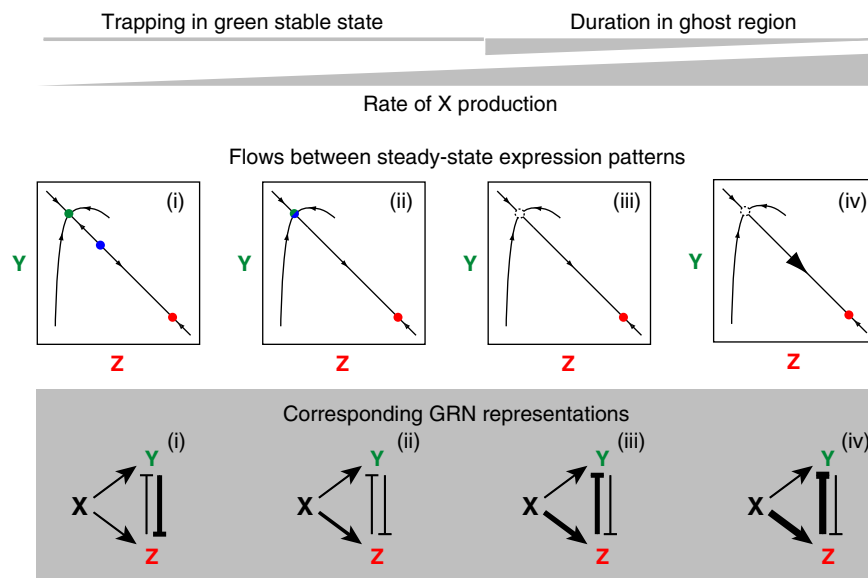 Trapping in green stable state Duration in ghost region
Rate of X production
Flows between steady-state expression patterns
(i) (ii) (iii) (iv)
Y Y Y Y
Z Z Z Z
Corresponding GRN representations
(i) (ii) (iii) (iv)
Y Y Y Y
X X X X
Z Z Z Z